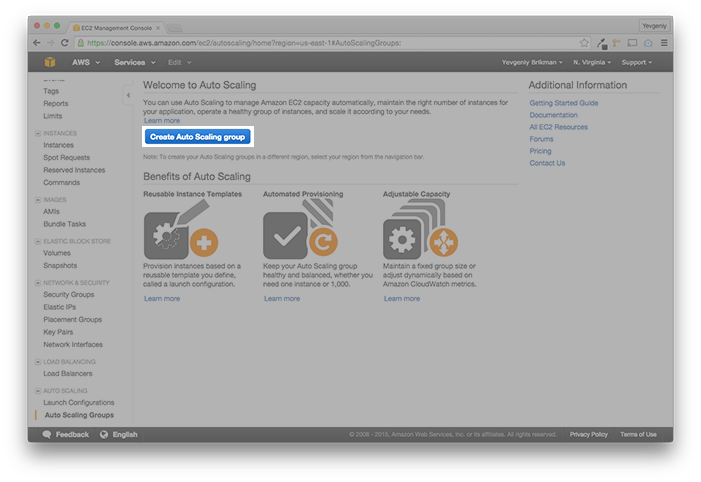 EC2 Management Console
Yevgeniy
https://console.aws.amazon.com/ec2/autoscaling/home?region=us-east-1#AutoScalingGroups:
AWS Services Edit Yevgeniy Brikman N. Virginia Support
Tags
Reports
Limits
INSTANCES
Instances
Spot Requests
Reserved Instances
Commands
IMAGES
AMIs
Bundle Tasks
ELASTIC BLOCK STORE
Volumes
Snapshots
NETWORK & SECURITY
Security Groups
Elastic IPs
Placement Groups
Key Pairs
Network Interfaces
LOAD BALANCING
Load Balancers
AUTO SCALING
Launch Configurations
Auto Scaling Groups
Welcome to Auto Scaling
You can use Auto Scaling to manage Amazon EC2 capacity automatically, maintain the right number of instances for
your application, operate a healthy group of instances, and scale it according to your needs.
Learn more
Create Auto Scaling group
Note: To create your Auto Scaling groups in a different region, select your region from the navigation bar.
Benefits of Auto Scaling
Reusable Instance Templates
Provision instances based on a
reusable template you define,
called a launch configuration.
Learn more
Automated Provisioning
Keep your Auto Scaling group
healthy and balanced, whether you
need one instance or 1,000.
Learn more
Adjustable Capacity
Maintain a fixed group size or
adjust dynamically based on
Amazon CloudWatch metrics.
Learn more
Additional Information
Getting Started Guide
Documentation
All EC2 Resources
Forums
Pricing
Contact Us
Feedback English © 2008 - 2015, Amazon Web Services, Inc. or its affiliates. All rights reserved. Privacy Policy Terms of Use